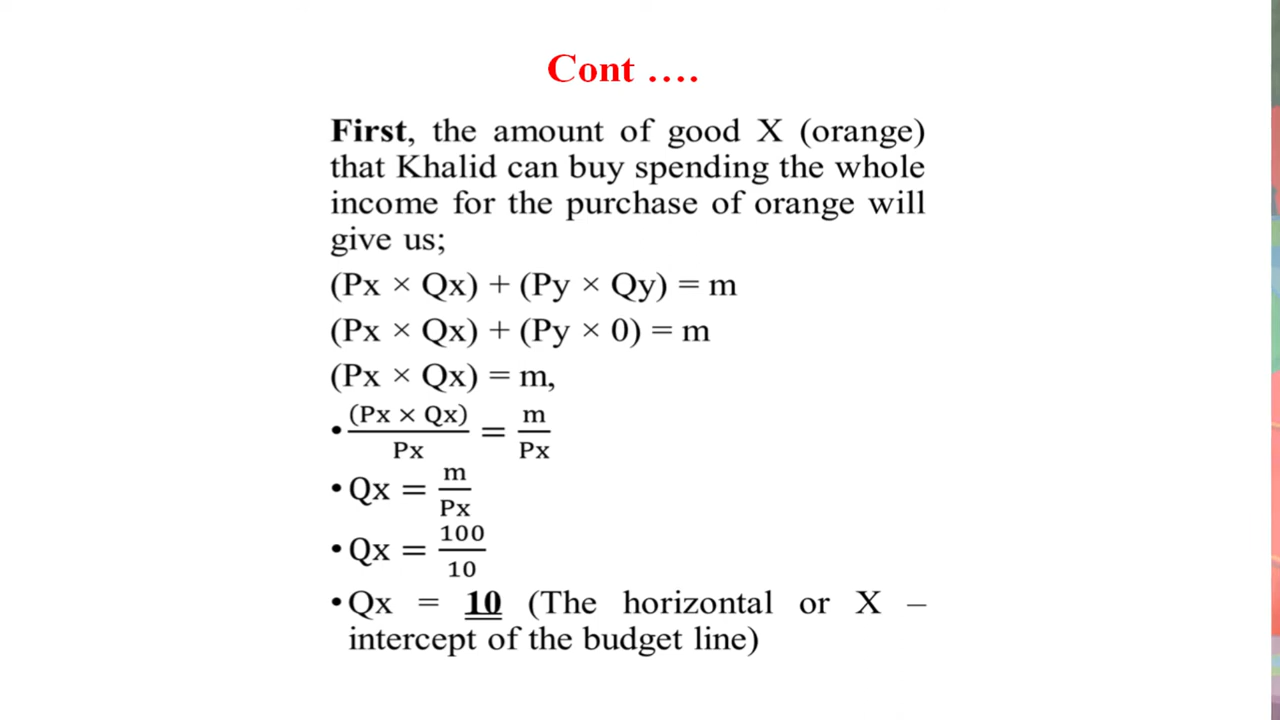 Cont ….
First, the amount of good X (orange)
that Khalid can buy spending the whole
income for the purchase of orange will
give us;
(Px × Qx) + (Py × Qy) = m
(Px × Qx) + (Py × 0) = m
(Px × Qx) = m,
•(Px × Qx)/Px = m/Px
•Qx = m/Px
•Qx = 100/10
•Qx = 10 (The horizontal or X –
intercept of the budget line)